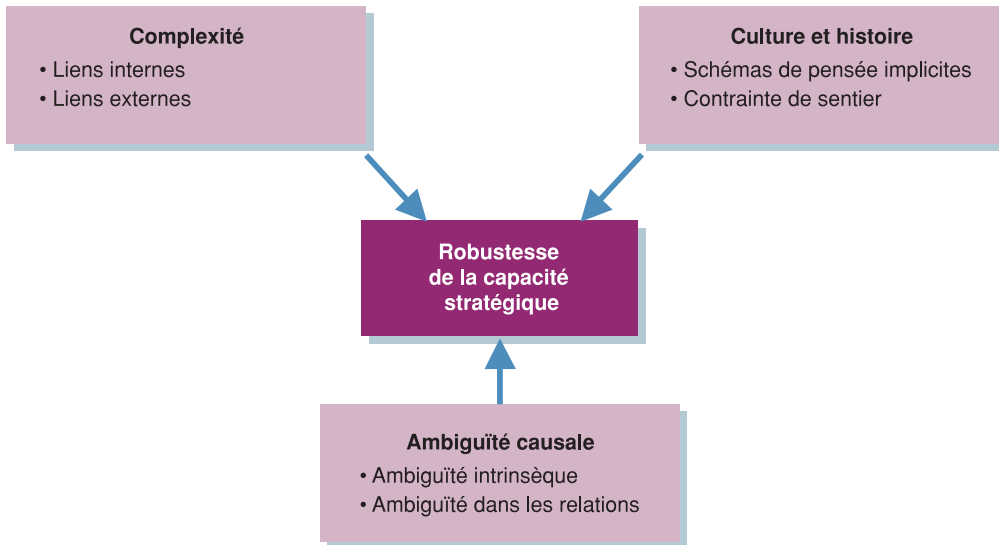 Complexité
• Liens internes
• Liens externes
Culture et histoire
• Schémas de pensée implicites
• Contrainte de sentier
Robustesse
de la capacité
stratégique
Ambiguïté causale
• Ambiguïté intrinsèque
• Ambiguïté dans les relations